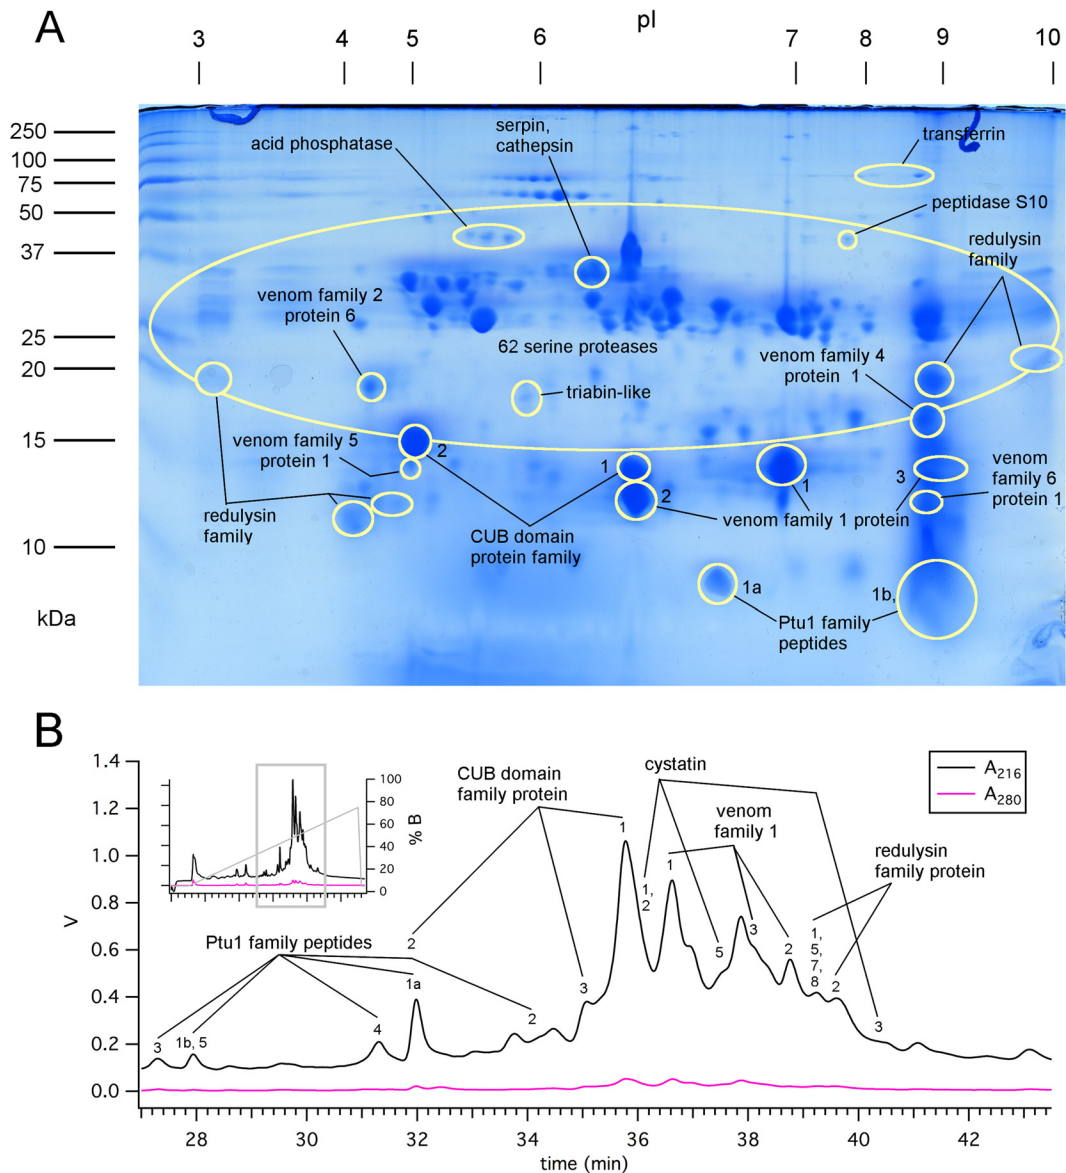 A
pI
3 4 5 6 7 8 9 10
250
100
75
50
37
25
20
15
10
kDa
acid phosphatase
serpin,
cathepsin
transferrin
peptidase S10
redulysin
family
venom family 2
protein 6
62 serine proteases
venom family 4
protein 1
triabin-like
venom family 5
protein 1
2
1
2
1
3
venom
family 6
protein 1
redulysin
family
CUB domain
protein family
venom family 1 protein
1a
1b,
Ptu1 family
peptides
B
1.4
1.2
1.0
0.8
0.6
0.4
0.2
0.0
V
100
80
60
40
20
0
% B
CUB domain
family protein
cystatin
venom
family 1
A216
A280
redulysin
family protein
Ptu1 family peptides
3
1b, 5
4
2
1a
2
3
1
1,
2
1
5
3
2
1,
5,
7,
8
2
3
28 30 32 34 36 38 40 42
time (min)